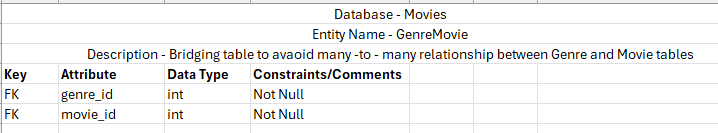 Database - Movies
Entity Name - GenreMovie
Description - Bridging table to avaoid many -to - many relationship between Genre and Movie tables
Key Attribute Data Type Constraints/Comments
FK genre_id int Not Null
FK movie_id int Not Null